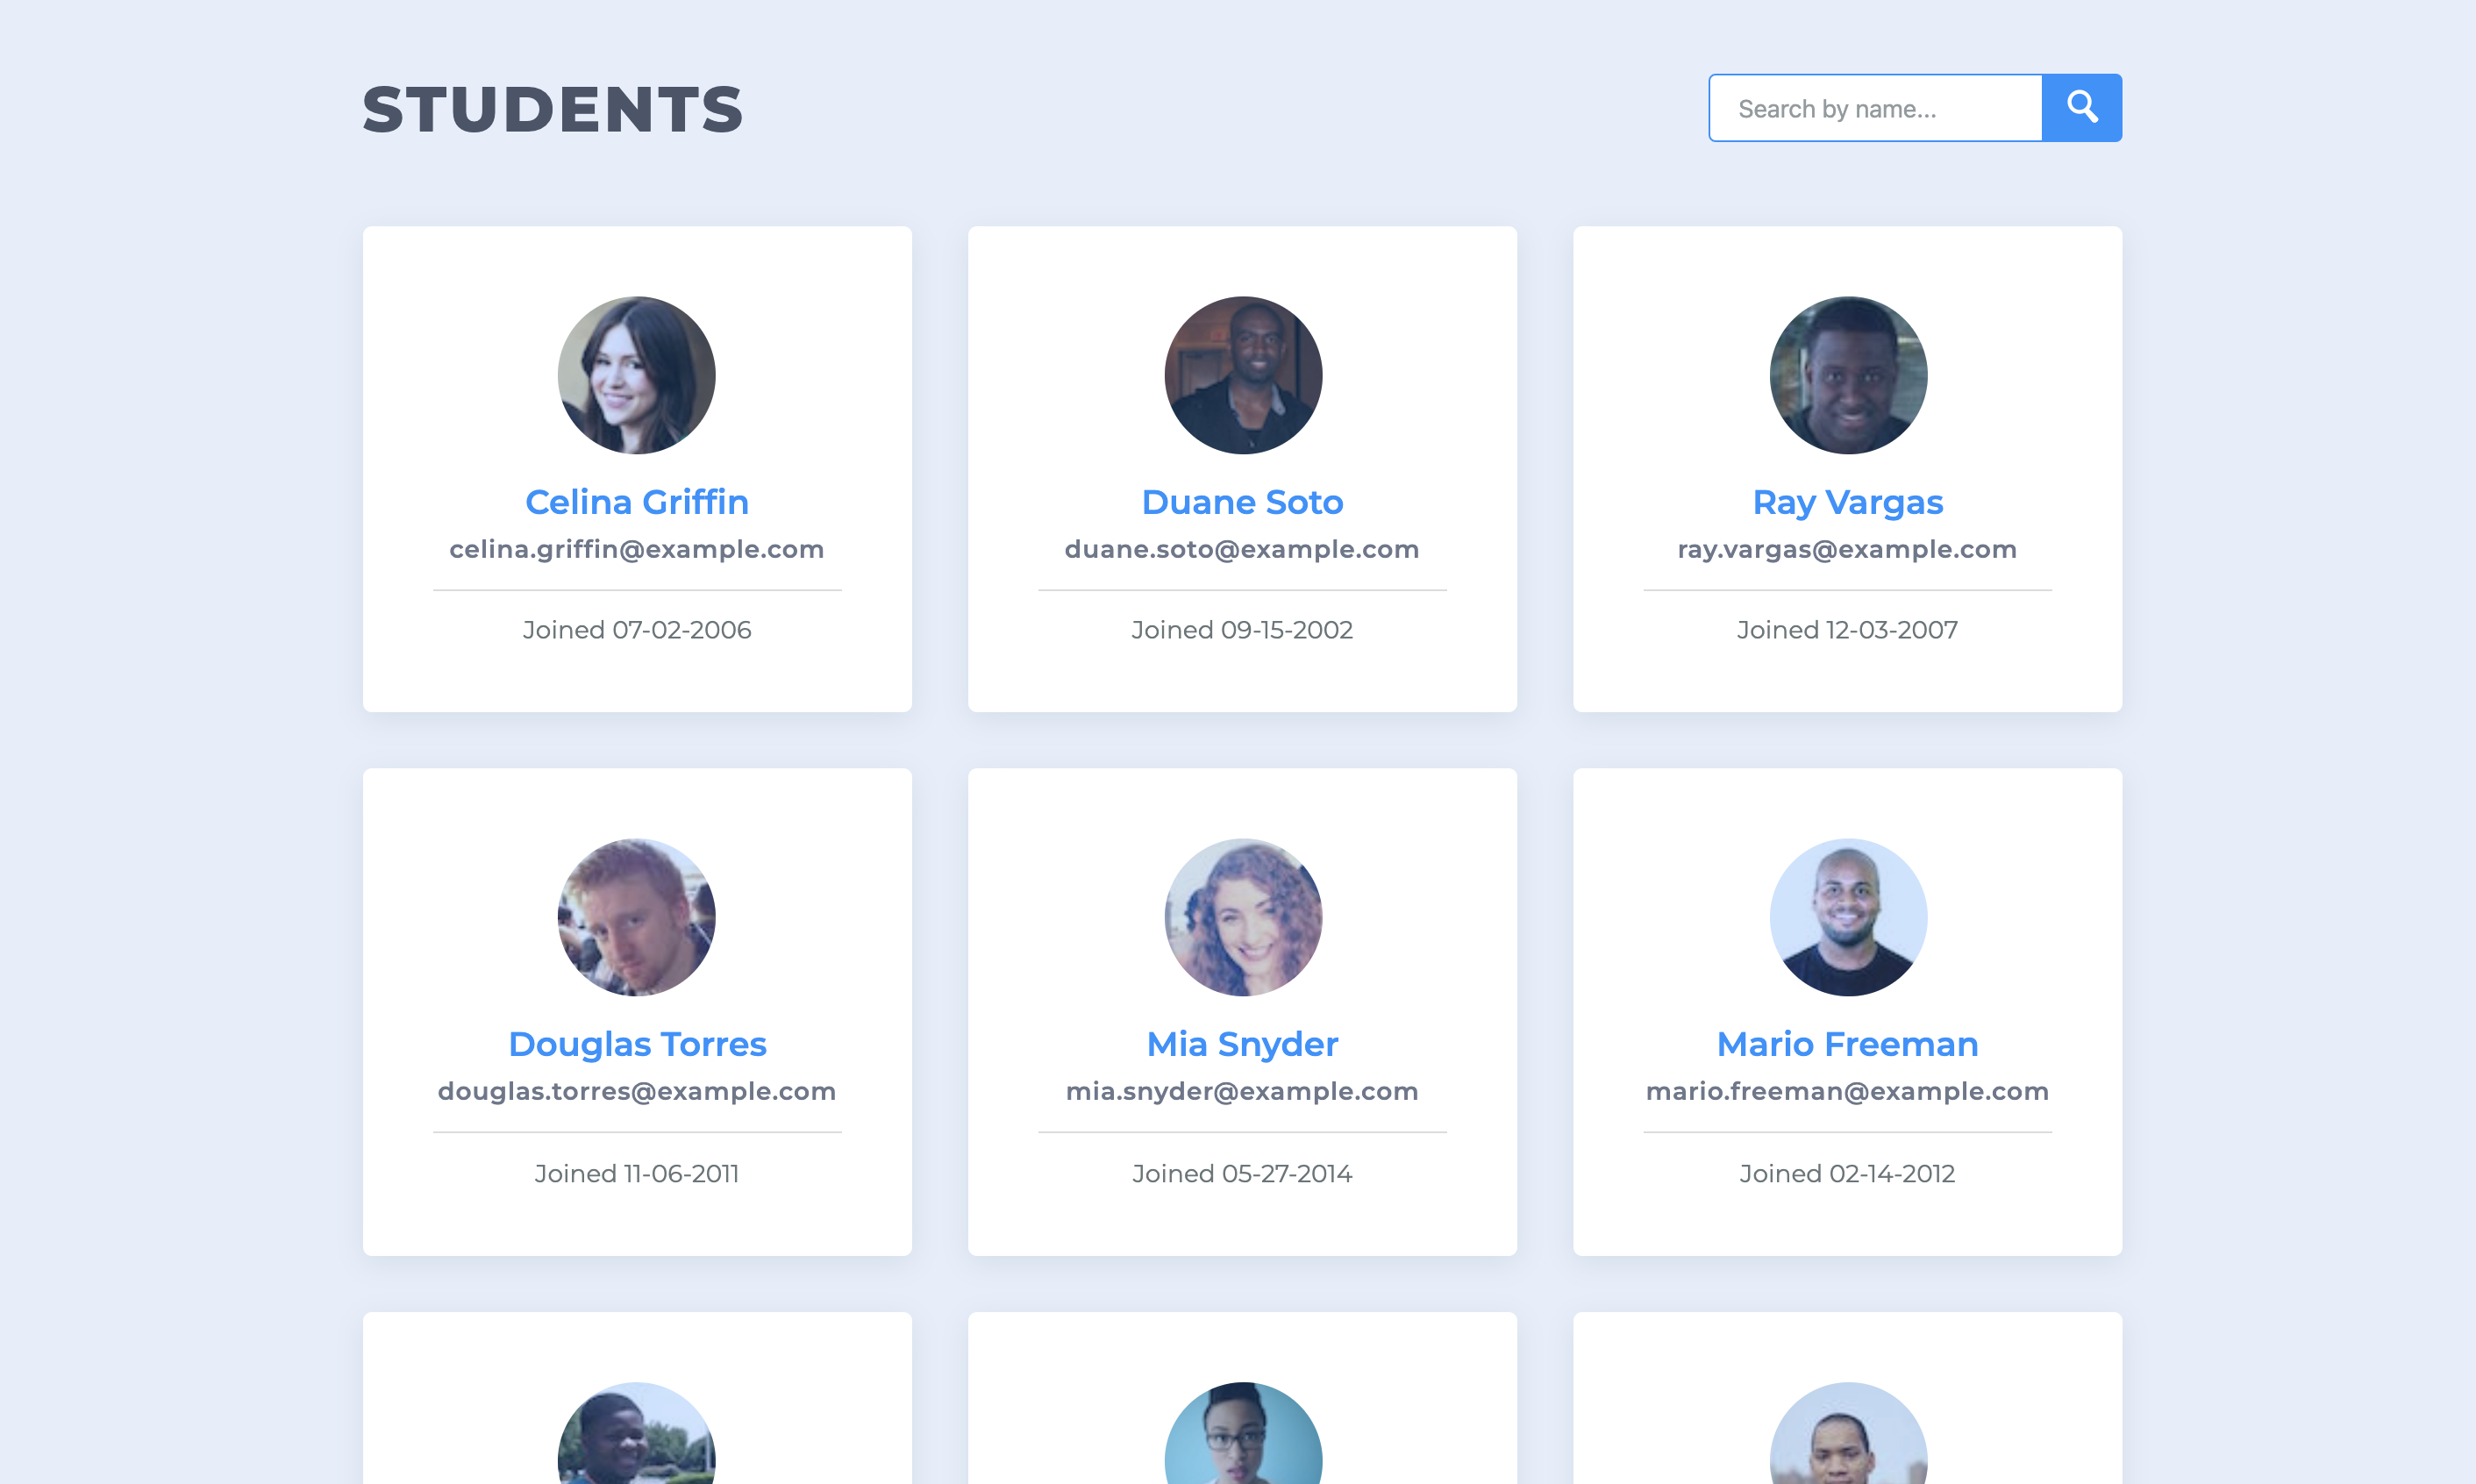 STUDENTS
Search by name...
Celina Griffin
celina.griffin@example.com
Joined 07-02-2006
Duane Soto
duane.soto@example.com
Joined 09-15-2002
Ray Vargas
ray.vargas@example.com
Joined 12-03-2007
Douglas Torres
douglas.torres@example.com
Joined 11-06-2011
Mia Snyder
mia.snyder@example.com
Joined 05-27-2014
Mario Freeman
mario.freeman@example.com
Joined 02-14-2012